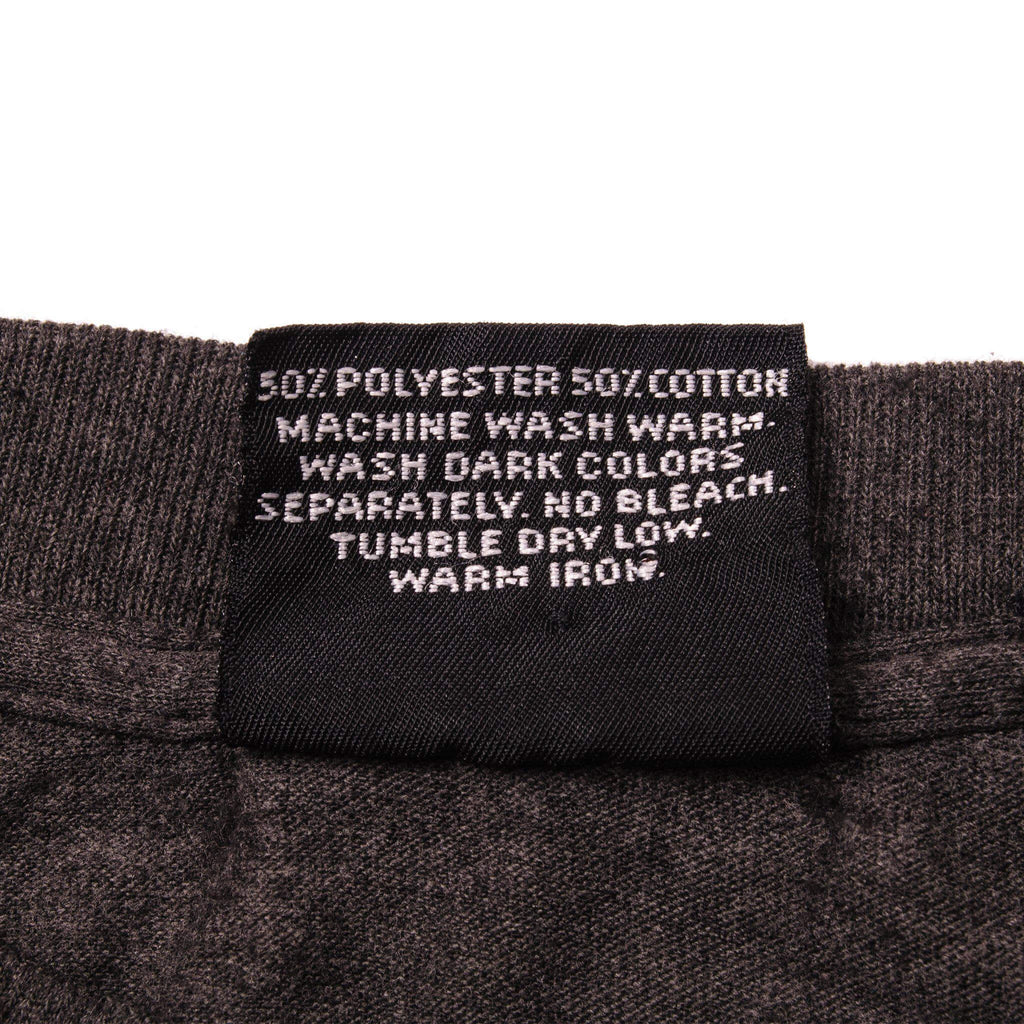 50% POLYESTER 50% COTTON
MACHINE WASH WARM.
WASH DARK COLORS
SEPARATELY. NO BLEACH.
TUMBLE DRY LOW.
WARM IRON.